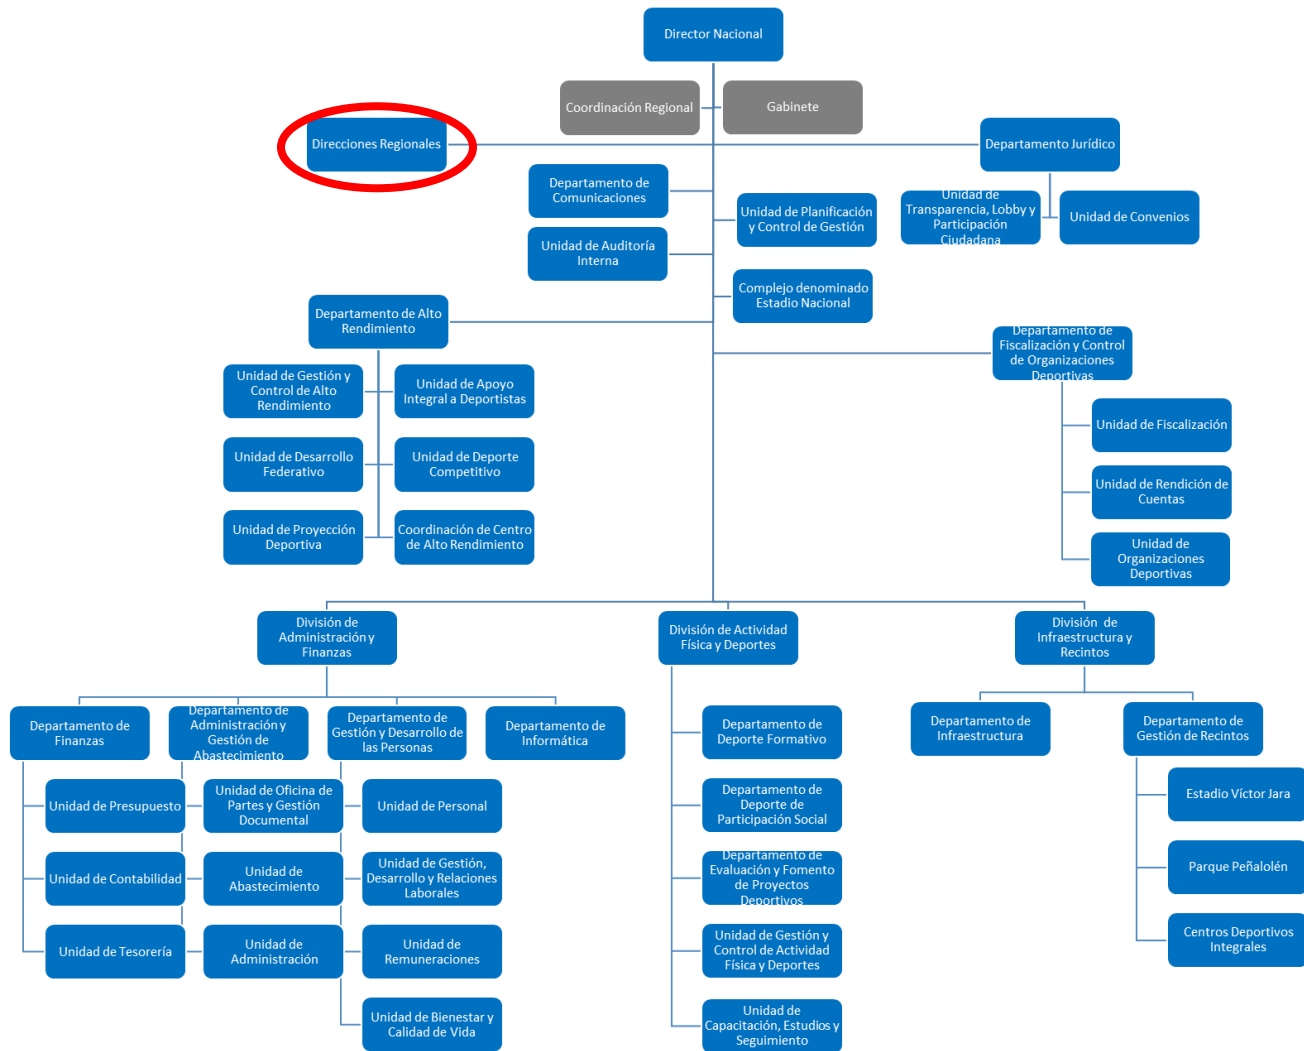 Director Nacional
Coordinación Regional
Gabinete
Direcciones Regionales
Departamento Jurídico
Departamento de
Comunicaciones
Unidad de Planificación
y Control de Gestión
Unidad de
Transparencia, Lobby y
Participación
Ciudadana
Unidad de Convenios
Unidad de Auditoría
Interna
Complejo denominado
Estadio Nacional
Departamento de Alto
Rendimiento
Departamento de
Fiscalización y Control
de Organizaciones
Deportivas
Unidad de Gestión y
Control de Alto
Rendimiento
Unidad de Apoyo
Integral a Deportistas
Unidad de Fiscalización
Unidad de Desarrollo
Federativo
Unidad de Deporte
Competitivo
Unidad de Rendición de
Cuentas
Unidad de Proyección
Deportiva
Coordinación de Centro
de Alto Rendimiento
Unidad de
Organizaciones
Deportivas
División de
Administración y
Finanzas
División de Actividad
Física y Deportes
División de
Infraestructura y
Recintos
Departamento de
Finanzas
Departamento de
Administración y
Gestión de
Abastecimiento
Departamento de
Gestión y Desarrollo de
las Personas
Departamento de
Informática
Departamento de
Deporte Formativo
Departamento de
Infraestructura
Departamento de
Gestión de Recintos
Unidad de Presupuesto
Unidad de Oficina de
Partes y Gestión
Documental
Unidad de Personal
Departamento de
Deporte de
Participación Social
Estadio Víctor Jara
Unidad de Contabilidad
Unidad de
Abastecimiento
Unidad de Gestión,
Desarrollo y Relaciones
Laborales
Departamento de
Evaluación y Fomento
de Proyectos
Deportivos
Parque Peñalolén
Unidad de Tesorería
Unidad de
Administración
Unidad de
Remuneraciones
Unidad de Gestión y
Control de Actividad
Física y Deportes
Centros Deportivos
Integrales
Unidad de Bienestar y
Calidad de Vida
Unidad de
Capacitación, Estudios y
Seguimiento